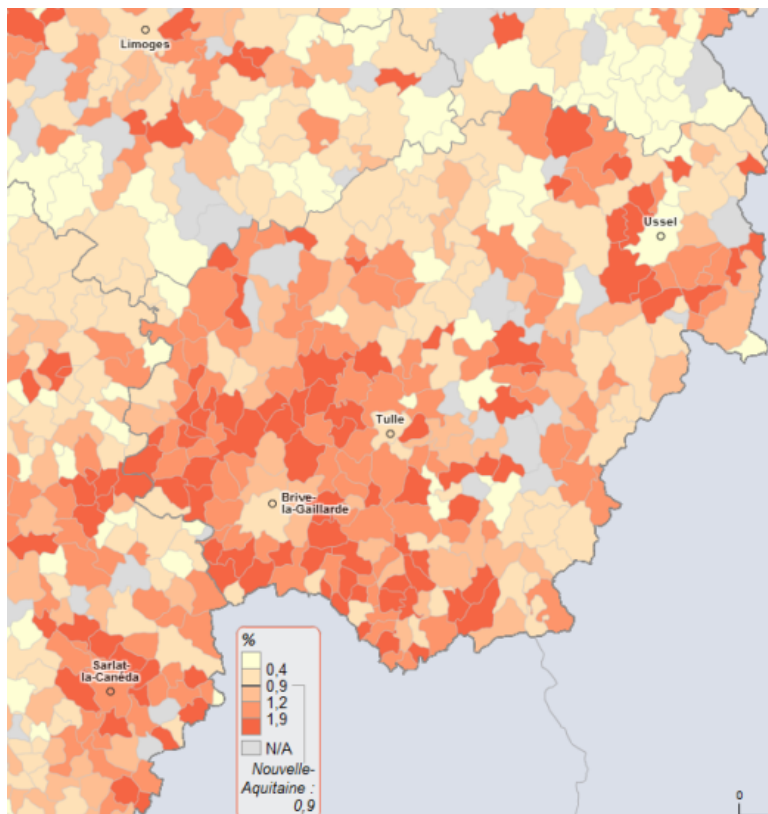 Limoges
Ussel
Tulle
Brive-
la-Gaillarde
Sarlat-
la-Canéda
%
0,4
0,9
1,2
1,9
N/A
Nouvelle-
Aquitaine :
0,9
0